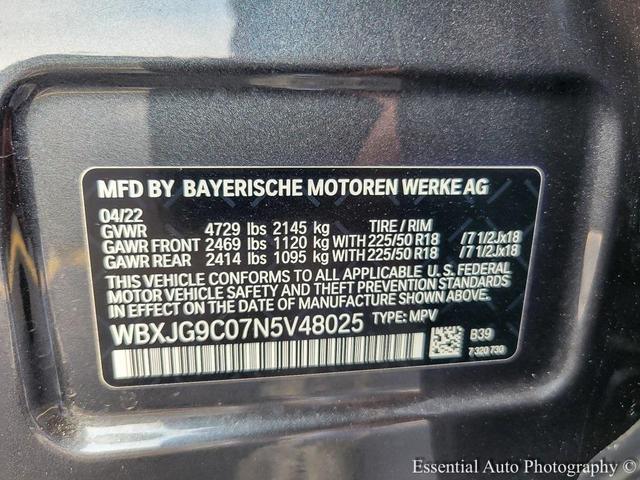 MFD BY BAYERISCHE MOTOREN WERKE AG
04/22
GVWR 4729 lbs 2145 kg TIRE / RIM
GAWR FRONT 2469 lbs 1120 kg WITH 225/50 R18 /7 1/2Jx18
GAWR REAR 2414 lbs 1095 kg WITH 225/50 R18 /7 1/2Jx18
THIS VEHICLE CONFORMS TO ALL APPLICABLE U.S. FEDERAL
MOTOR VEHICLE SAFETY AND THEFT PREVENTION STANDARDS
IN EFFECT ON THE DATE OF MANUFACTURE SHOWN ABOVE.
WBXJG9C07N5V48025 TYPE: MPV
B39
7 320 730
Essential Auto Photography ©